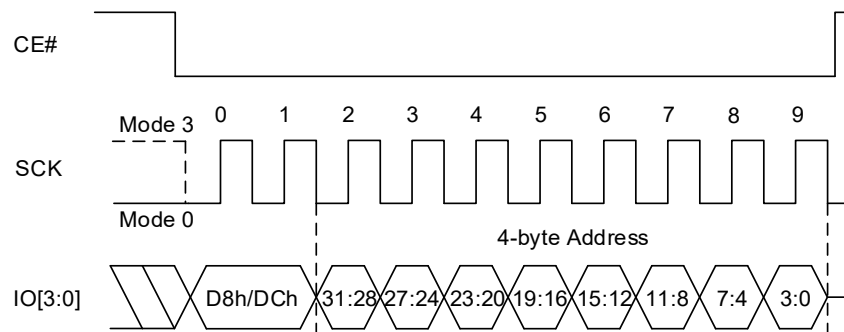 CE#
Mode 3
0 1 2 3 4 5 6 7 8 9
SCK
Mode 0
4-byte Address
IO[3:0]
D8h/DCh 31:28 27:24 23:20 19:16 15:12 11:8 7:4 3:0